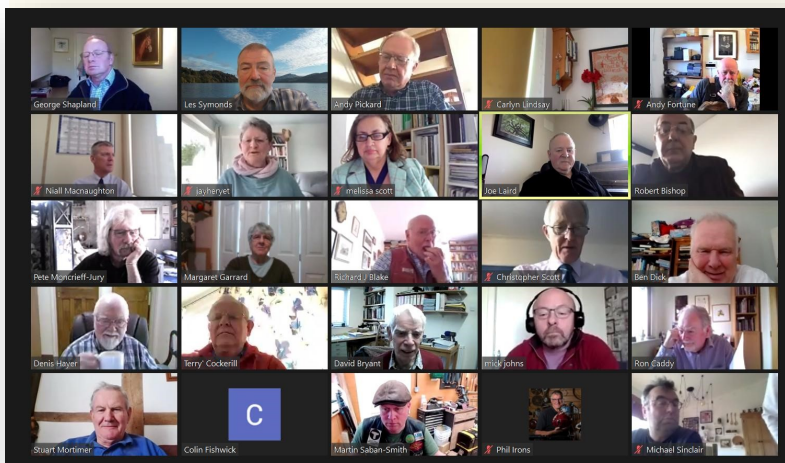 George Shapland
Les Symonds
Andy Pickard
Carlyn Lindsay
Andy Fortune
Niall Macnaughton
jayheryet
melissa scott
Joe Laird
Robert Bishop
Pete Moncrieff-Jury
Margaret Garrard
Richard J Blake
Christopher Scott
Ben Dick
Denis Hayer
Terry' Cockerill
David Bryant
mick johns
Ron Caddy
C
Stuart Mortimer
Colin Fishwick
Martin Saban-Smith
Phil Irons
Michael Sinclair